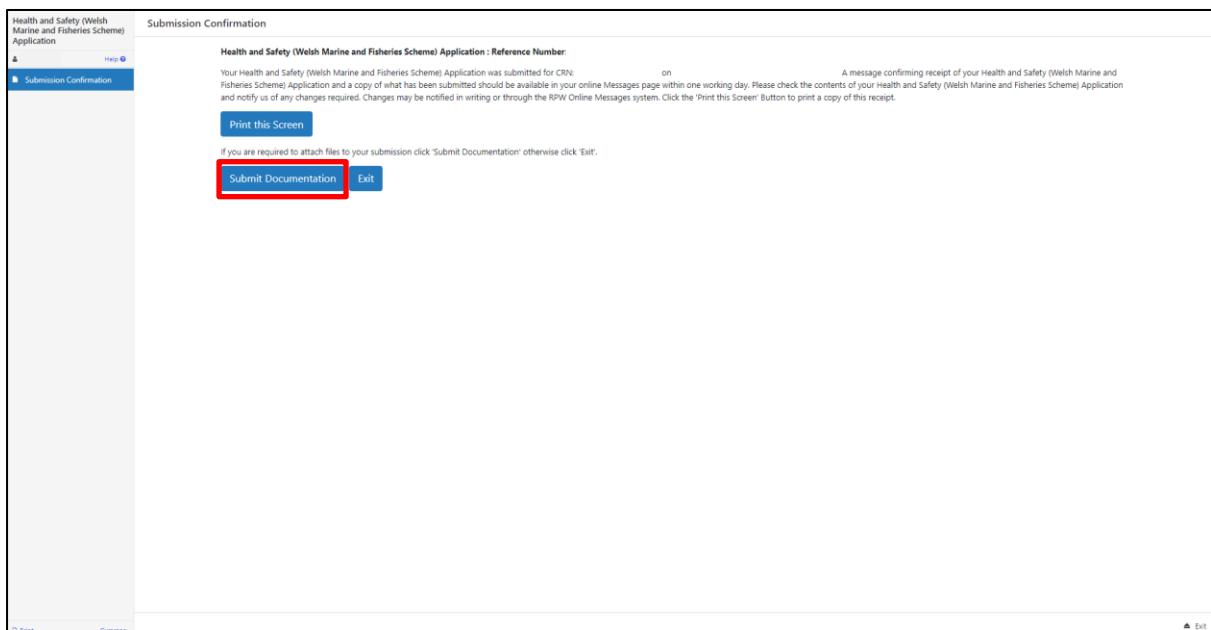 Health and Safety (Welsh
Marine and Fisheries Scheme)
Application
Help
Submission Confirmation
Submission Confirmation
Health and Safety (Welsh Marine and Fisheries Scheme) Application : Reference Number:
Your Health and Safety (Welsh Marine and Fisheries Scheme) Application was submitted for CRN: on A message confirming receipt of your Health and Safety (Welsh Marine and
Fisheries Scheme) Application and a copy of what has been submitted should be available in your online Messages page within one working day. Please check the contents of your Health and Safety (Welsh Marine and Fisheries Scheme) Application
and notify us of any changes required. Changes may be notified in writing or through the RPW Online Messages system. Click the 'Print this Screen' Button to print a copy of this receipt.
Print this Screen
If you are required to attach files to your submission click 'Submit Documentation' otherwise click 'Exit'.
Submit Documentation
Exit
Exit